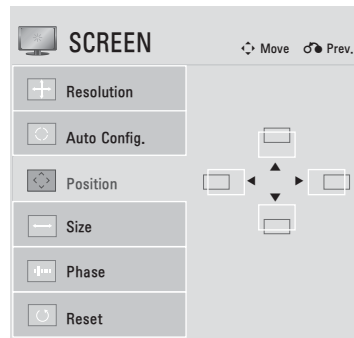 SCREEN
Move Prev.
Resolution
Auto Config.
Position
Size
Phase
Reset